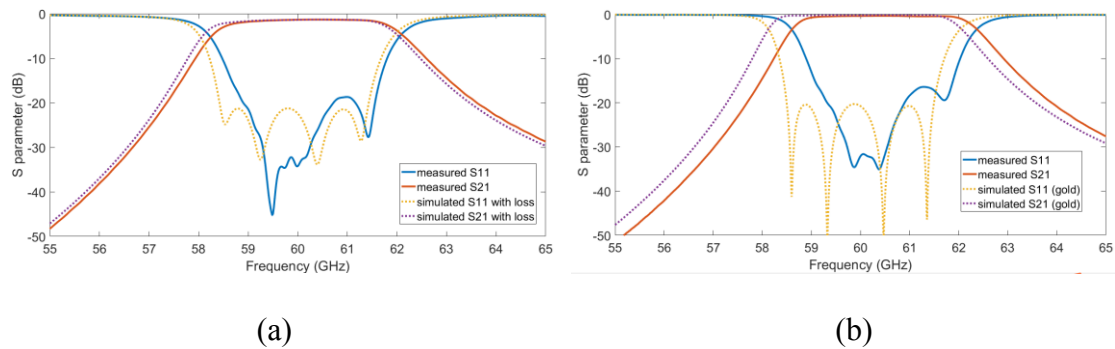 0
-10
-20
-30
-40
-50
S parameter (dB)
55 56 57 58 59 60 61 62 63 64 65
Frequency (GHz)
measured S11
measured S21
simulated S11 with loss
simulated S21 with loss
(a)
0
-10
-20
-30
-40
-50
S parameter (dB)
55 56 57 58 59 60 61 62 63 64 65
Frequency (GHz)
measured S11
measured S21
simulated S11 (gold)
simulated S21 (gold)
(b)